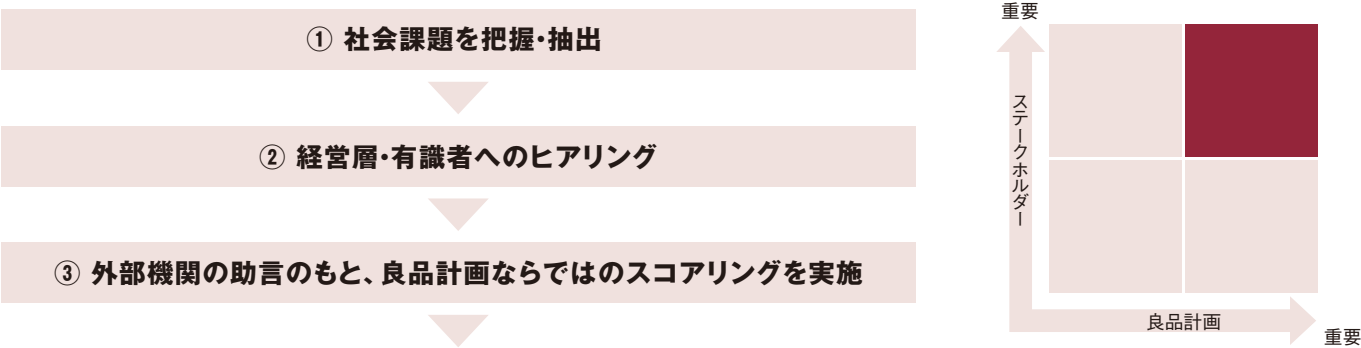 ① 社会課題を把握・抽出
② 経営層・有識者へのヒアリング
③ 外部機関の助言のもと、良品計画ならではのスコアリングを実施
重要
ステークホルダー
良品計画
重要